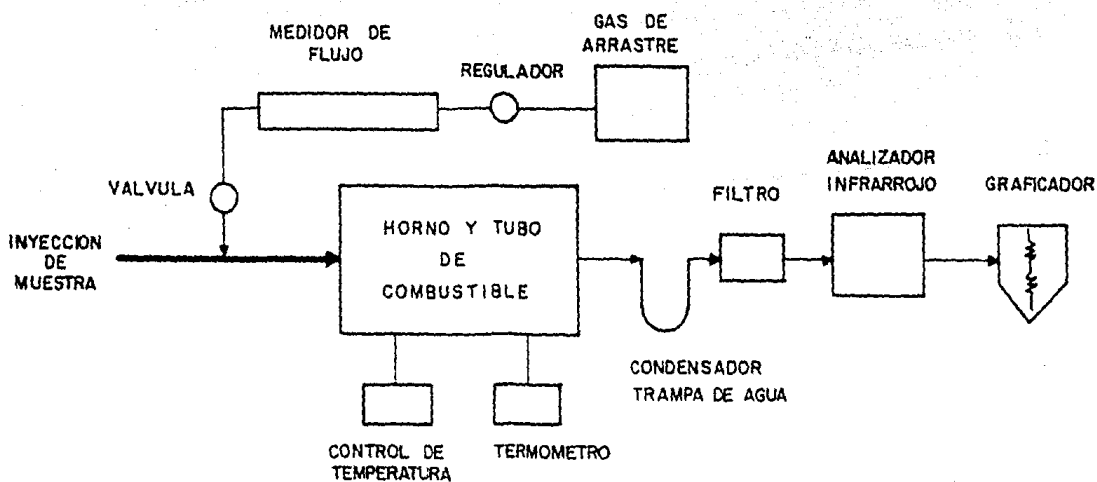 MEDIDOR DE
FLUJO
GAS DE
ARRASTRE
REGULADOR
VALVULA
INYECCION
DE
MUESTRA
HORNO Y TUBO
DE
COMBUSTIBLE
CONTROL DE
TEMPERATURA
TERMOMETRO
CONDENSADOR
TRAMPA DE AGUA
FILTRO
ANALIZADOR
INFRARROJO
GRAFICADOR